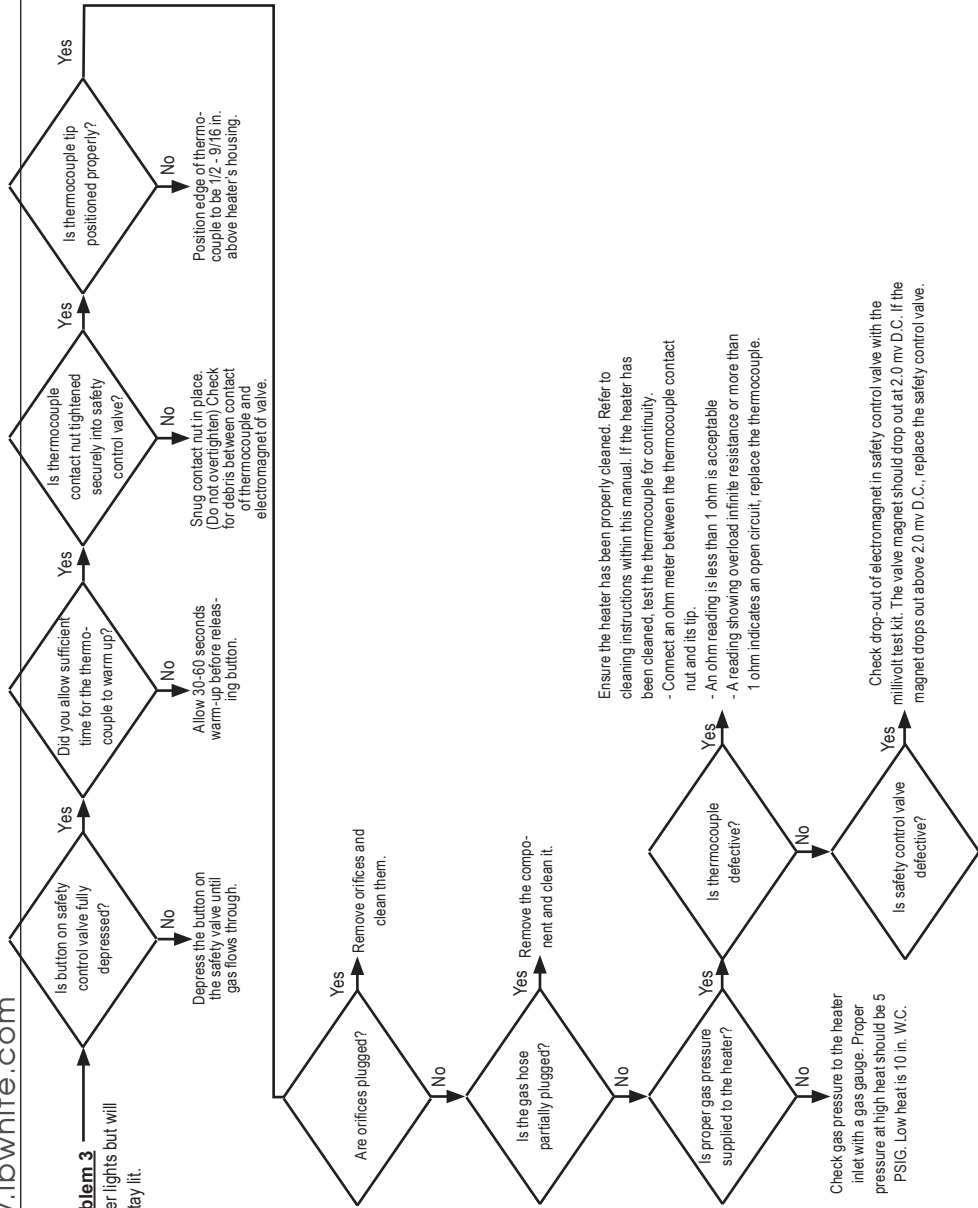 blem 3
er lights but will
tay lit.
Is button on safety
control valve fully
depressed?
Yes
No
Depress the button on
the safety valve until
gas flows through.
Did you allow sufficient
time for the thermo-
couple to warm up?
Yes
No
Allow 30-60 seconds
warm-up before releas-
ing button.
Is thermocouple
contact nut tightened
securely into safety
control valve?
Yes
No
Snug contact nut in place.
(Do not overtighten) Check
for debris between contact
of thermocouple and
electromagnet of valve.
Is thermocouple tip
positioned properly?
Yes
No
Position edge of thermo-
couple to be 1/2 - 9/16 in.
above heater's housing.
Are orifices plugged?
Yes
Remove orifices and
clean them.
No
Is the gas hose
partially plugged?
Yes
Remove the compo-
nent and clean it.
No
Is proper gas pressure
supplied to the heater?
Yes
No
Check gas pressure to the heater
inlet with a gas gauge. Proper
pressure at high heat should be 5
PSIG. Low heat is 10 in. W.C.
Is thermocouple
defective?
Yes
Ensure the heater has been properly cleaned. Refer to
cleaning instructions within this manual. If the heater has
been cleaned, test the thermocouple for continuity.
- Connect an ohm meter between the thermocouple contact
nut and its tip.
- An ohm reading is less than 1 ohm is acceptable
- A reading showing overload infinite resistance or more than
1 ohm indicates an open circuit, replace the thermocouple.
No
Is safety control valve
defective?
Yes
Check drop-out of electromagnet in safety control valve with the
millivolt test kit. The valve magnet should drop out at 2.0 mv D.C. If the
magnet drops out above 2.0 mv D.C., replace the safety control valve.